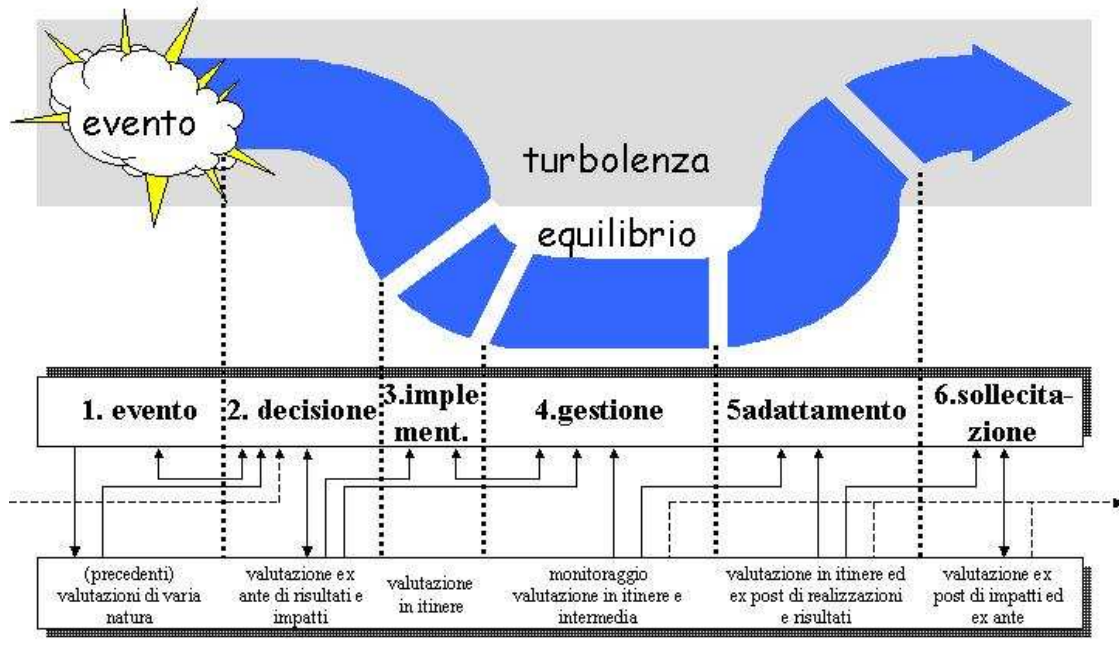 evento
turbolenza
equilibrio
1. evento
2. decisione
3.imple
ment.
4.gestione
5adattamento
6.sollecita-
zione
(precedenti)
valutazioni di varia
natura
valutazione ex
ante di risultati e
impatti
valutazione
in itinere
monitoraggio
valutazione in itinere e
intermedia
valutazione in itinere ed
ex post di realizzazioni
e risultati
valutazione ex
post di impatti ed
ex ante